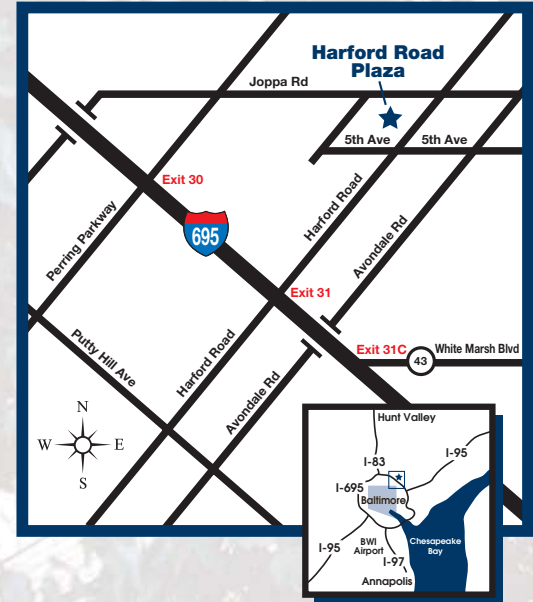 Harford Road
Plaza
Joppa Rd
5th Ave
5th Ave
Exit 30
Harford Road
Perring Parkway
Avondale Rd
695
Exit 31
Putty Hill Ave
Harford Road
Exit 31C
43
White Marsh Blvd
Avondale Rd
N
W
E
S
Hunt Valley
I-83
I-95
I-695
Baltimore
I-95
BWI
Airport
I-97
Chesapeake
Bay
Annapolis